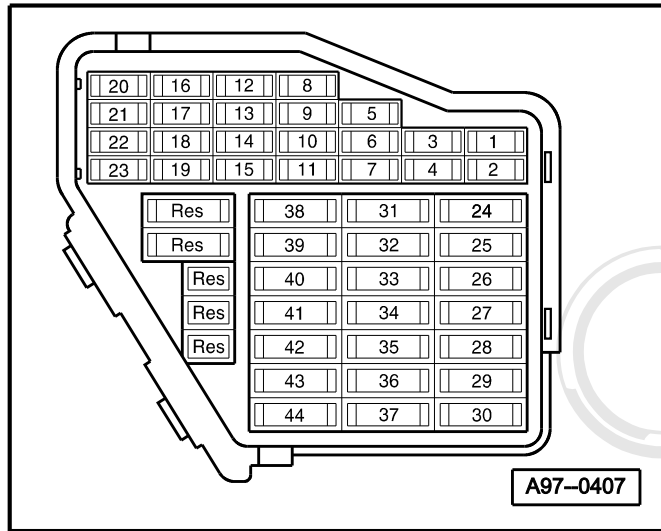 20 16 12 8
21 17 13 9 5
22 18 14 10 6 3 1
23 19 15 11 7 4 2
Res 38 31 24
Res 39 32 25
Res 40 33 26
Res 41 34 27
Res 42 35 28
43 36 29
44 37 30
A97--0407